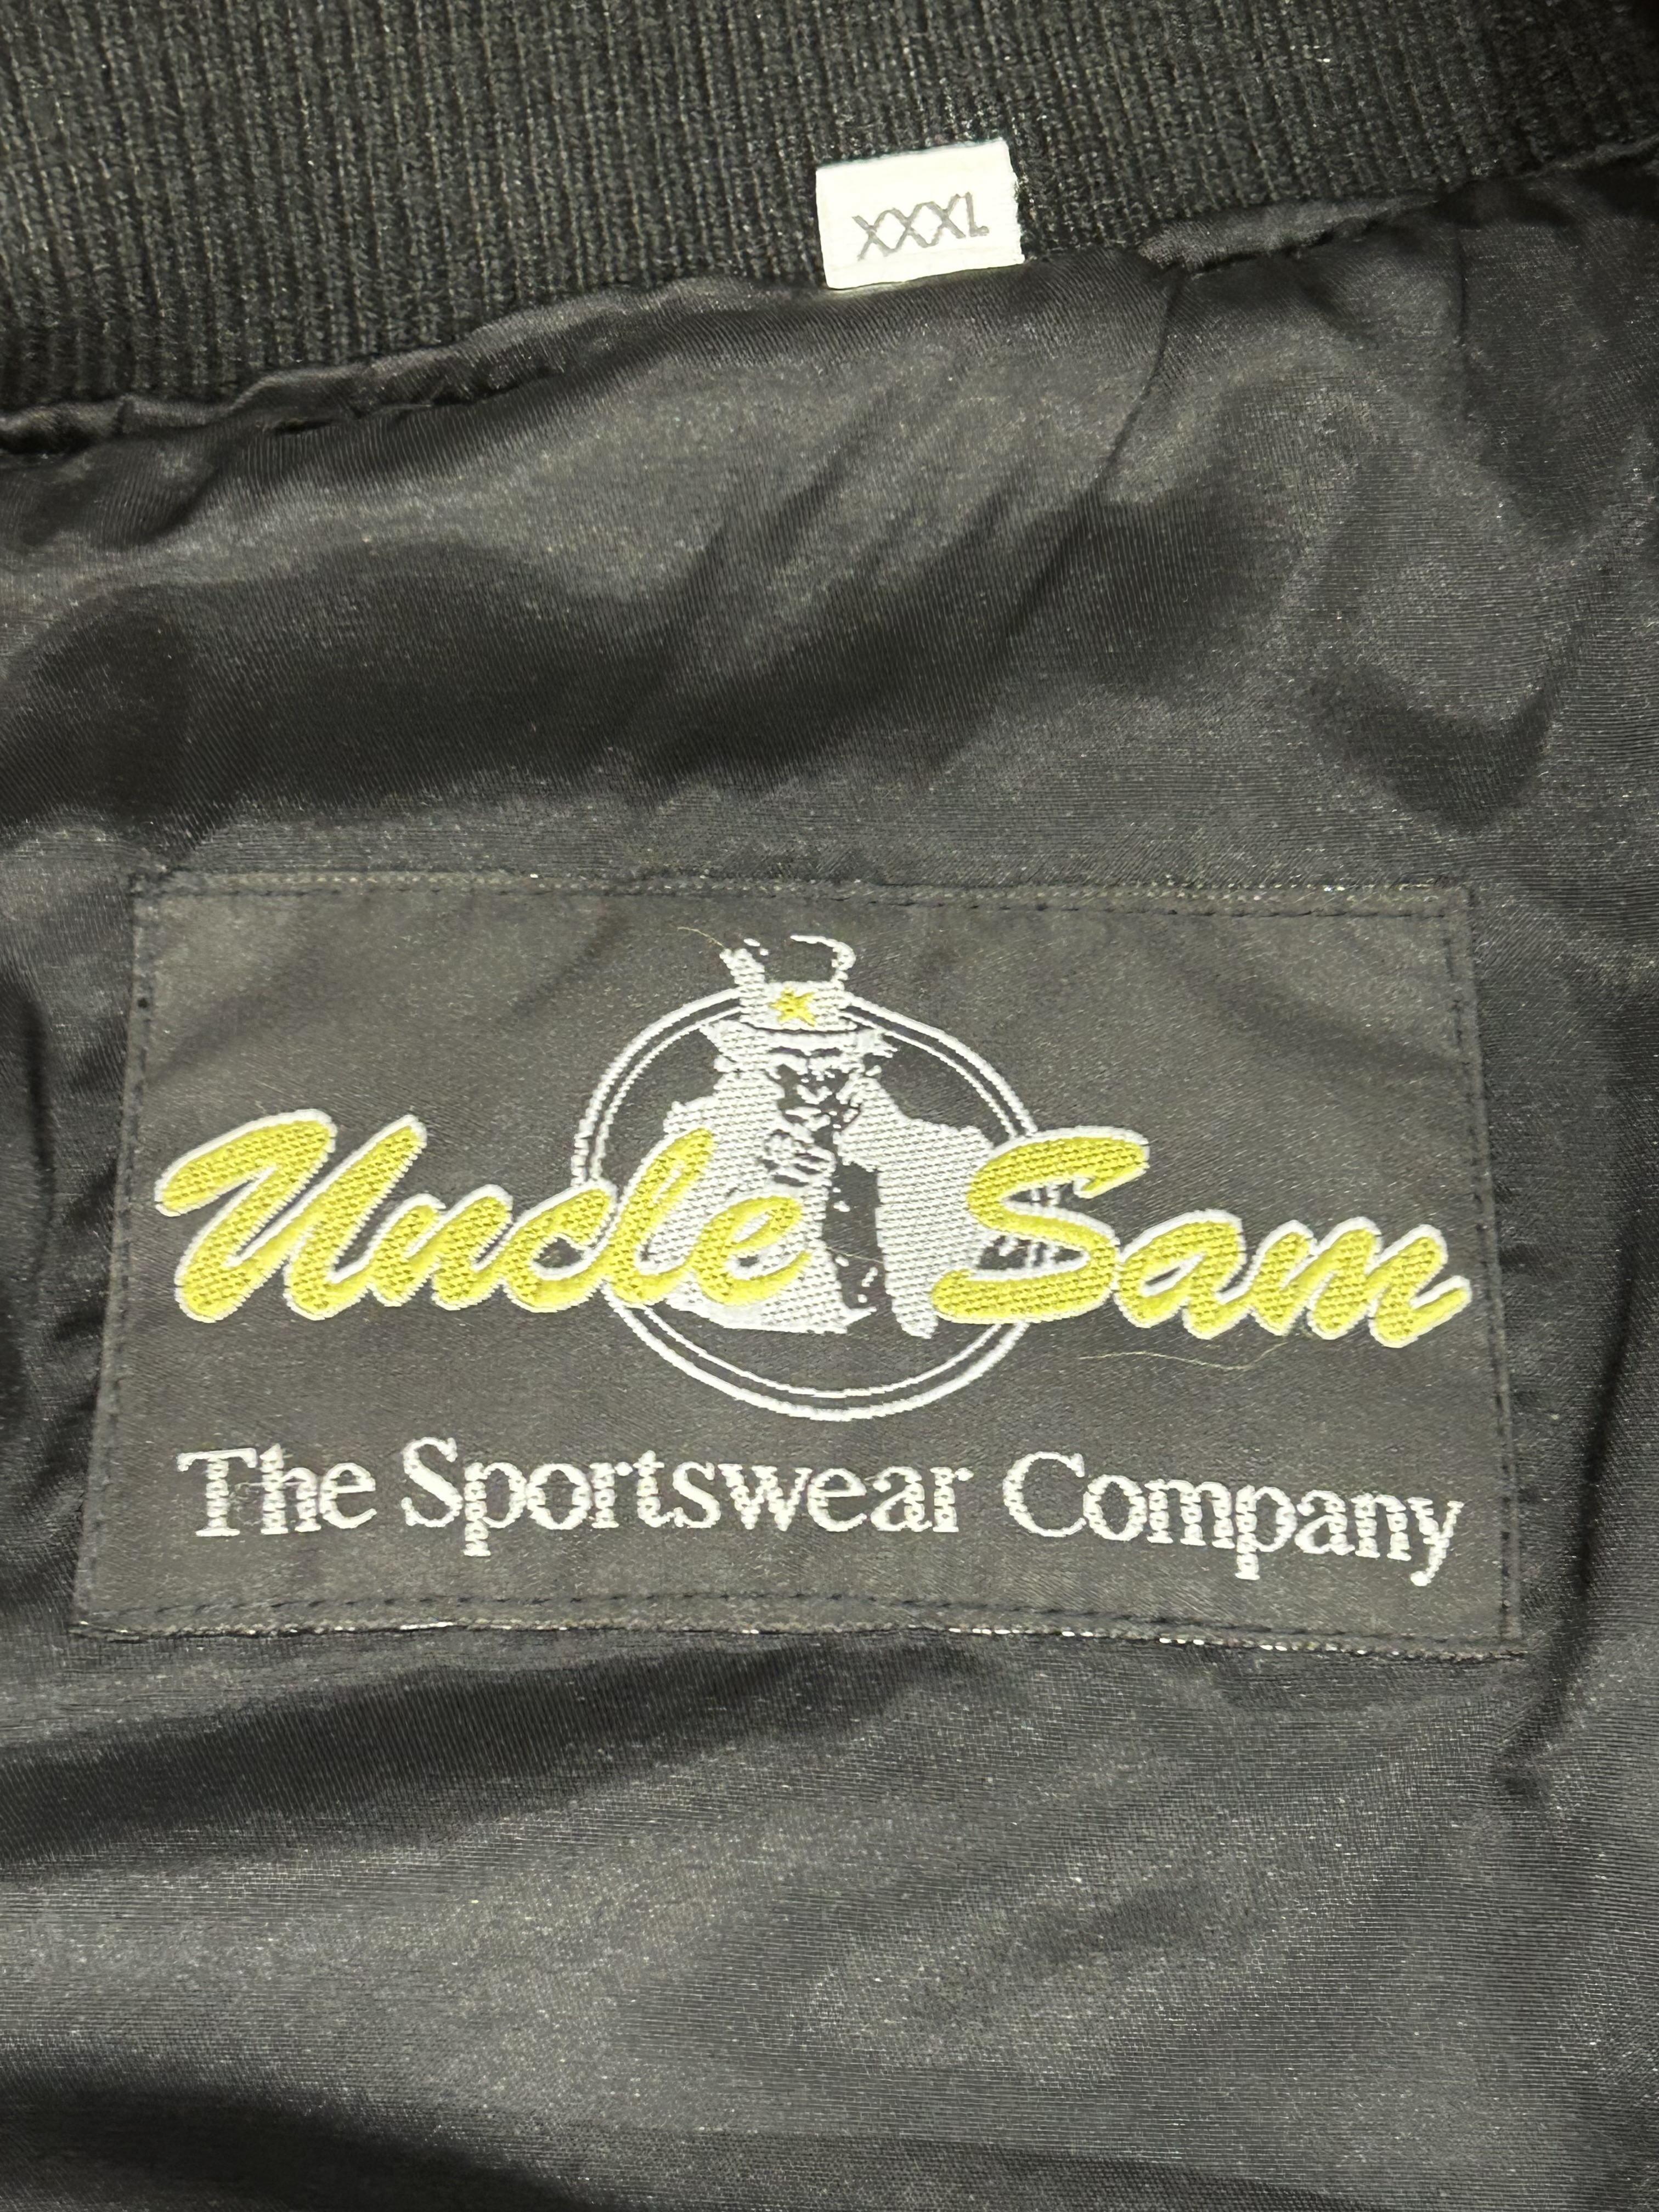 XXXL
Uncle Sam
The Sportswear Company